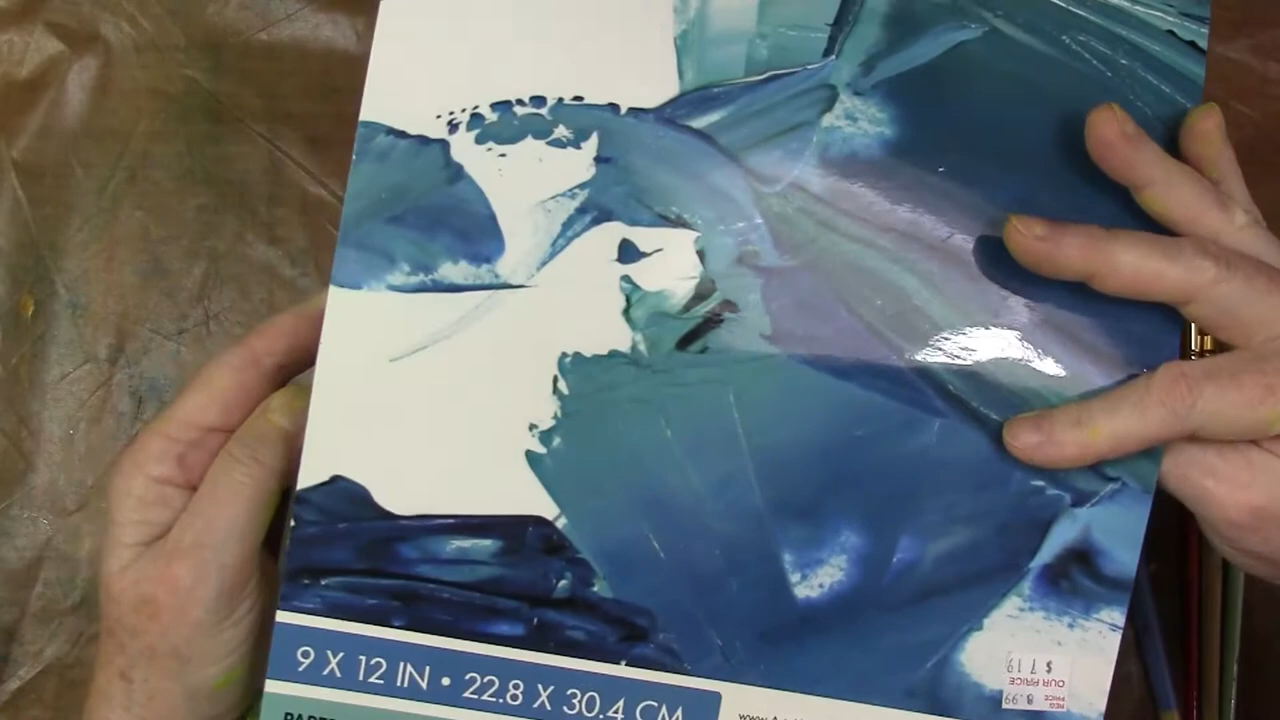 9 X 12 IN • 22.8 X 30.4 CM
REG
PRICE 8.99
OUR PRICE
$ 7.19